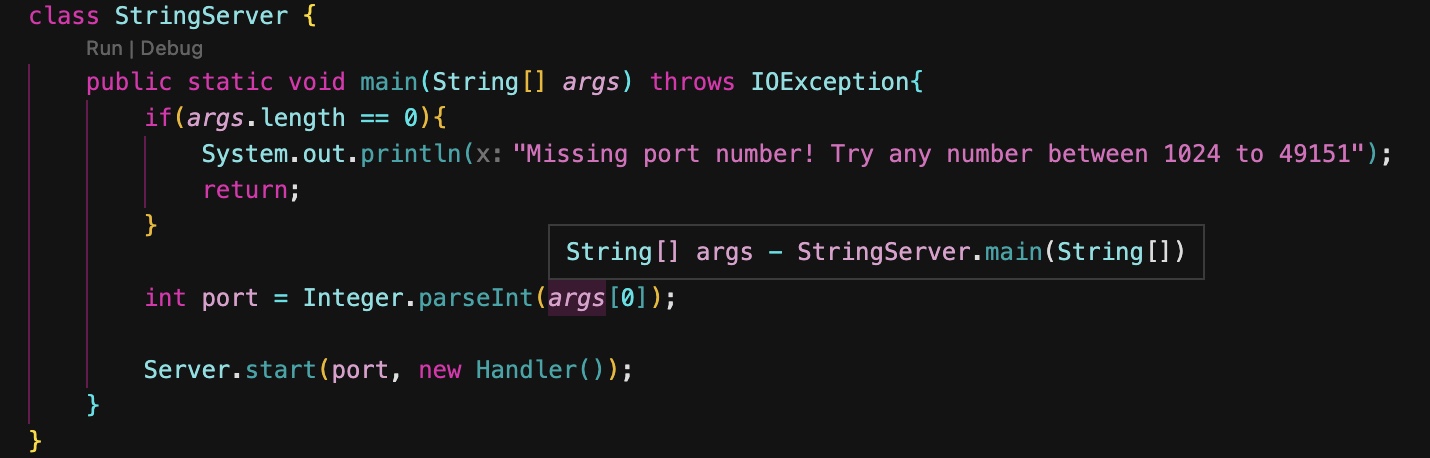 class StringServer {
Run | Debug
public static void main(String[] args) throws IOException{
if(args.length == 0){
System.out.println(x:"Missing port number! Try any number between 1024 to 49151");
return;
}
String[] args - StringServer.main(String[])
int port = Integer.parseInt(args[0]);
Server.start(port, new Handler());
}
}